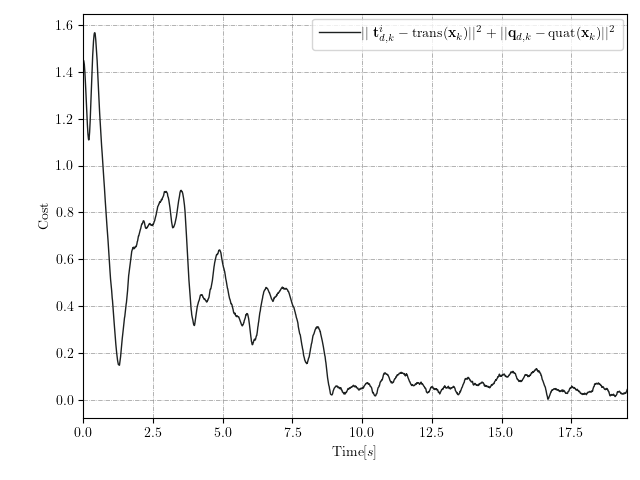 || t^i_{d,k} − trans(x_k)||² + ||q_{d,k} − quat(x_k)||²
1.6
1.4
1.2
1.0
0.8
0.6
0.4
0.2
0.0
Cost
0.0 2.5 5.0 7.5 10.0 12.5 15.0 17.5
Time[s]